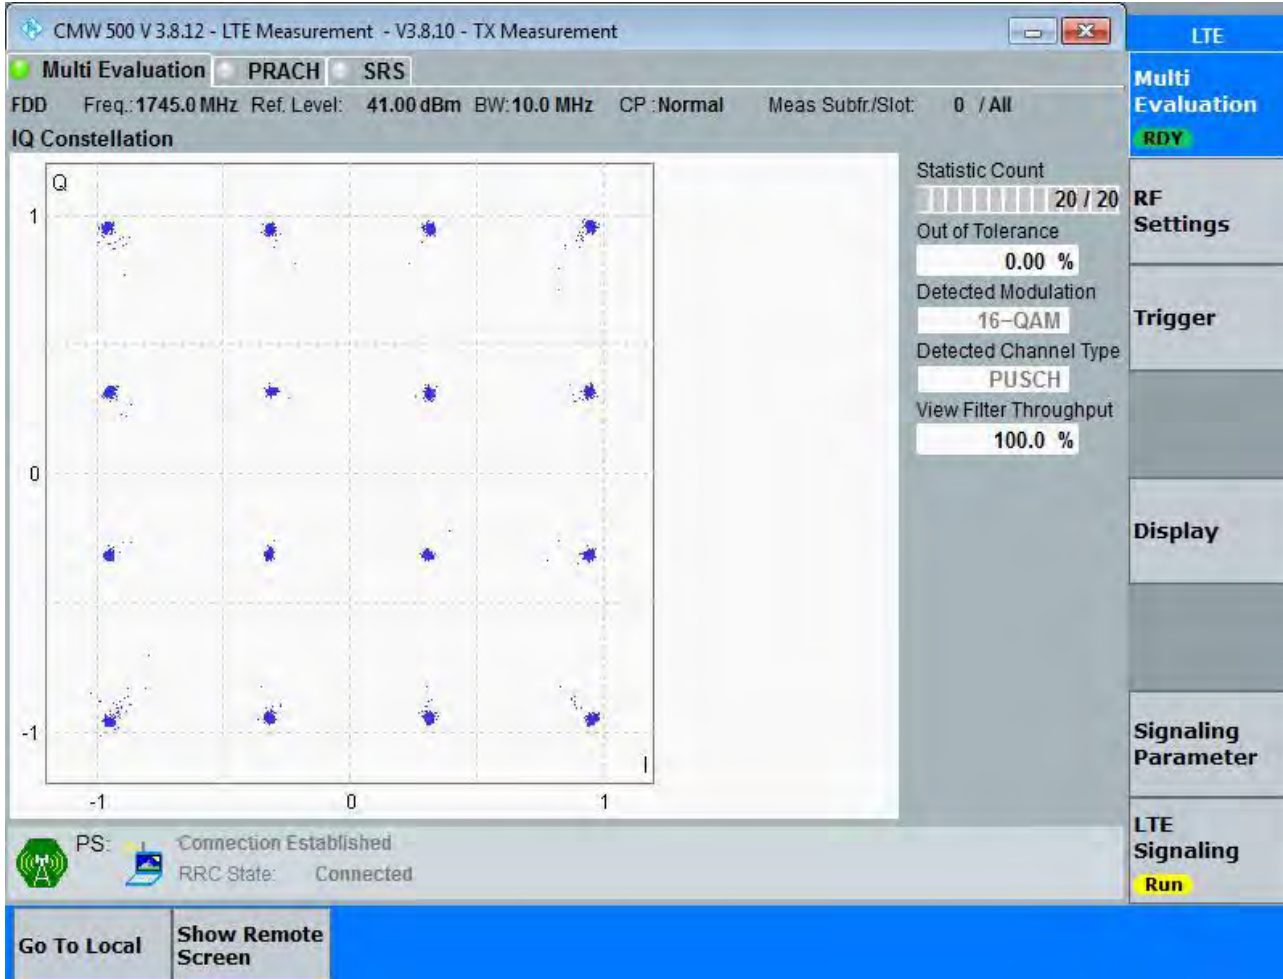 CMW 500 V 3.8.12 - LTE Measurement - V3.8.10 - TX Measurement
LTE
Multi Evaluation PRACH SRS
FDD Freq.: 1745.0 MHz Ref. Level: 41.00 dBm BW: 10.0 MHz CP : Normal Meas Subfr./Slot: 0 / All
IQ Constellation
Q
1
0
-1
-1 0 1
I
Statistic Count
20 / 20
Out of Tolerance
0.00 %
Detected Modulation
16-QAM
Detected Channel Type
PUSCH
View Filter Throughput
100.0 %
Multi
Evaluation
RDY
RF
Settings
Trigger
Display
Signaling
Parameter
LTE
Signaling
Run
PS: Connection Established
RRC State: Connected
Go To Local
Show Remote
Screen